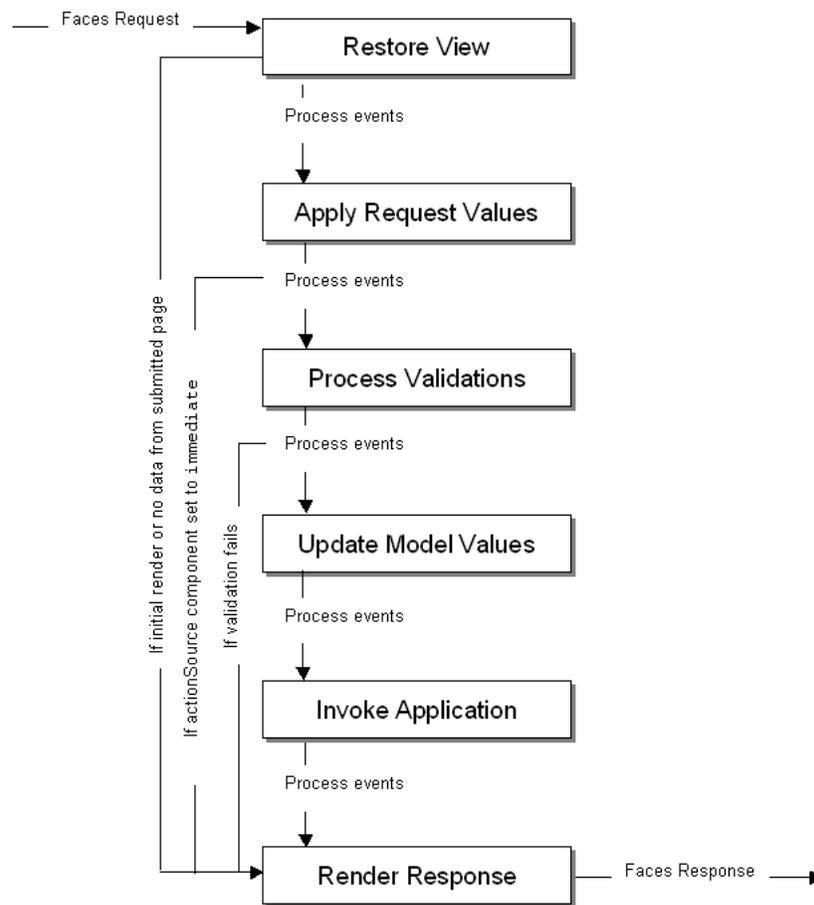 Faces Request
Restore View
Process events
Apply Request Values
Process events
Process Validations
Process events
Update Model Values
Process events
Invoke Application
Process events
Render Response
Faces Response
If initial render or no data from submitted page
If actionSource component set to immediate
If validation fails